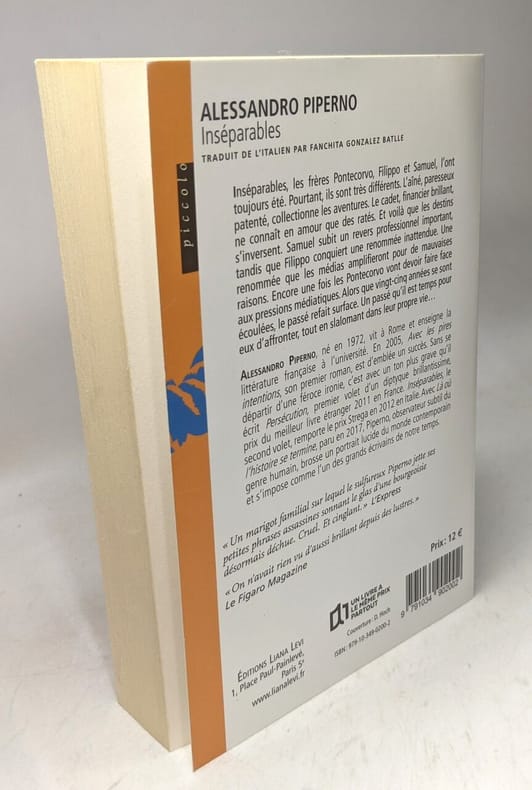 ALESSANDRO PIPERNO
Inséparables
TRADUIT DE L'ITALIEN PAR FANCHITA GONZALEZ BATLLE
piccolo
Inséparables, les frères Pontecorvo, Filippo et Samuel, l'ont
toujours été. Pourtant, ils sont très différents. L'aîné, paresseux
patenté, collectionne les aventures. Le cadet, financier brillant,
ne connaît en amour que des ratés. Et voilà que les destins
s'inversent. Samuel subit un revers professionnel important,
tandis que Filippo conquiert une renommée inattendue. Une
renommée que les médias amplifieront pour de mauvaises
raisons. Encore une fois les Pontecorvo vont devoir faire face
aux pressions médiatiques. Alors que vingt-cinq années se sont
écoulées, le passé refait surface. Un passé qu'il est temps pour
eux d'affronter, tout en slalomant dans leur propre vie...
ALESSANDRO PIPERNO, né en 1972, vit à Rome et enseigne la
littérature française à l'université. En 2005, Avec les pires
intentions, son premier roman, est d'emblée un succès. Sans se
départir d'une féroce ironie, c'est avec un ton plus grave qu'il
écrit Persécution, premier volet d'un diptyque brillantissime,
prix du meilleur livre étranger 2011 en France. Inséparables, le
second volet, remporte le prix Strega en 2012 en Italie. Avec Là où
l'histoire se termine, paru en 2017. Piperno, observateur subtil du
genre humain, brosse un portrait lucide du monde contemporain
et s'impose comme l'un des grands écrivains de notre temps.
« Un marigot familial sur lequel le sulfureux Piperno jette ses
petites phrases assassines sonnant le glas d'une bourgeoisie
désormais déchue. Cruel. Et cinglant. » L'Express
« On n'avait rien vu d'aussi brillant depuis des lustres. »
Le Figaro Magazine
ÉDITIONS LIANA LEVI
1, Place Paul-Painlevé,
Paris 5e
www.lianalevi.fr
UN LIVRE A
LE MÊME PRIX
PARTOUT
Couverture : D. Hoch
ISBN : 979-10-349-0200-2
Prix : 12 €
9 791034 902002